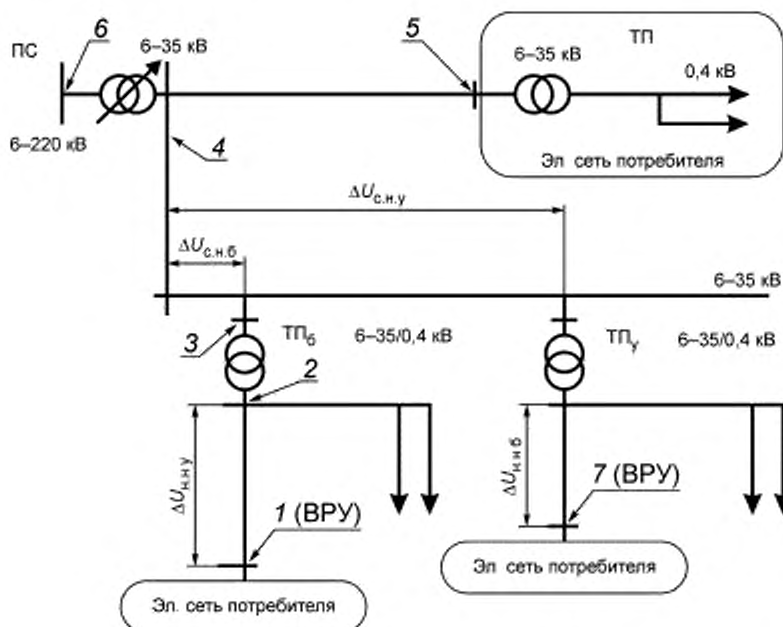 ПС
6
6–35 кВ
5
6–35 кВ
ТП
0,4 кВ
6–220 кВ
4
Эл сеть потребителя
ΔUс.н.у
ΔUс.н.б
6–35 кВ
3
ТПб
6–35/0,4 кВ
ТПу
6–35/0,4 кВ
2
ΔUн.н у
ΔUн.н б
1 (ВРУ)
7 (ВРУ)
Эл сеть потребителя
Эл. сеть потребителя